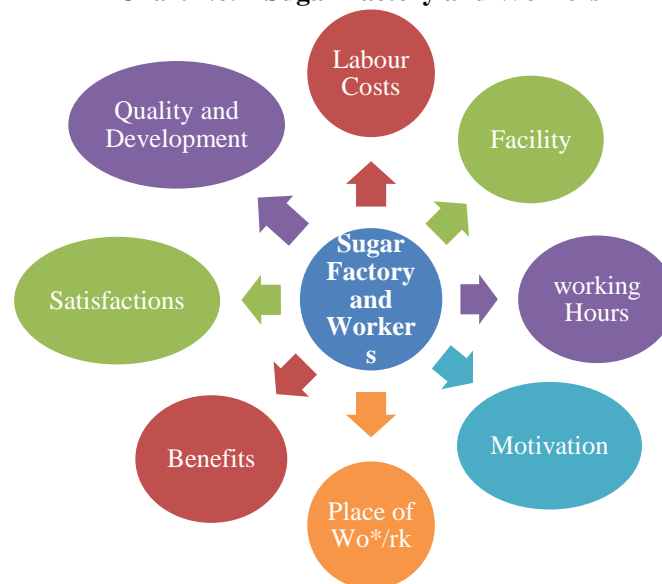 Labour
Costs
Quality and
Development
Facility
Sugar
Factory
and
Worker
s
Satisfactions
working
Hours
Benefits
Motivation
Place of
Wo*/rk